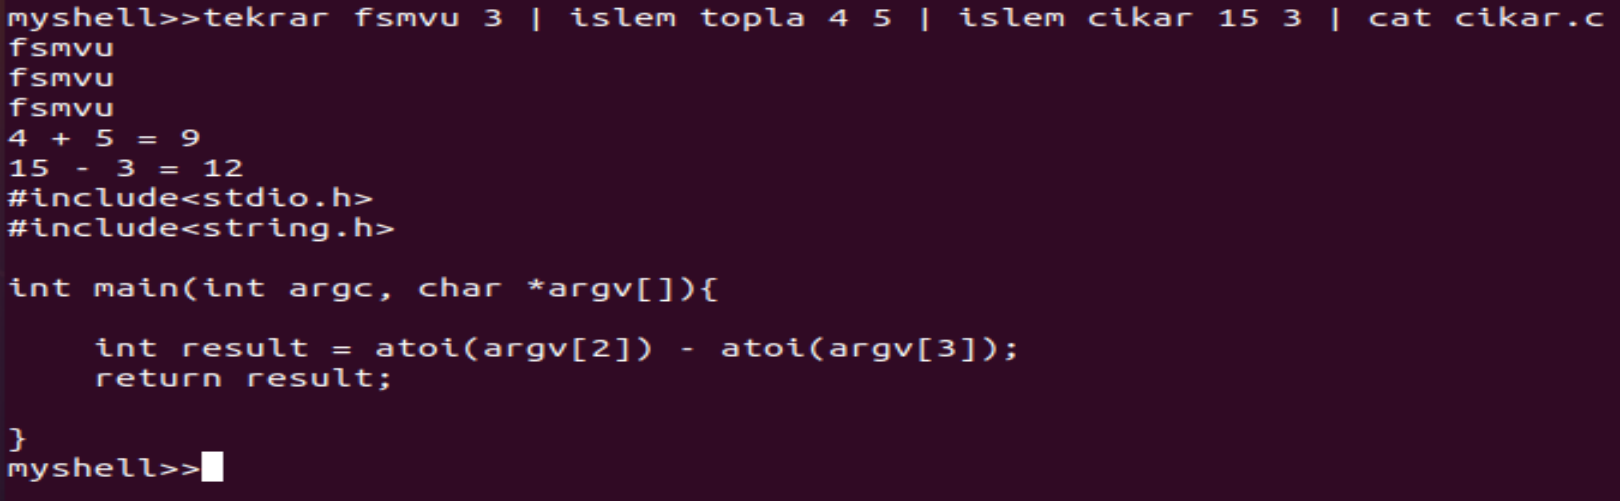 myshell>>tekrar fsmvu 3 | islem topla 4 5 | islem cikar 15 3 | cat cikar.c
fsmvu
fsmvu
fsmvu
4 + 5 = 9
15 - 3 = 12
#include<stdio.h>
#include<string.h>
int main(int argc, char *argv[]){
    int result = atoi(argv[2]) - atoi(argv[3]);
    return result;
}
myshell>>